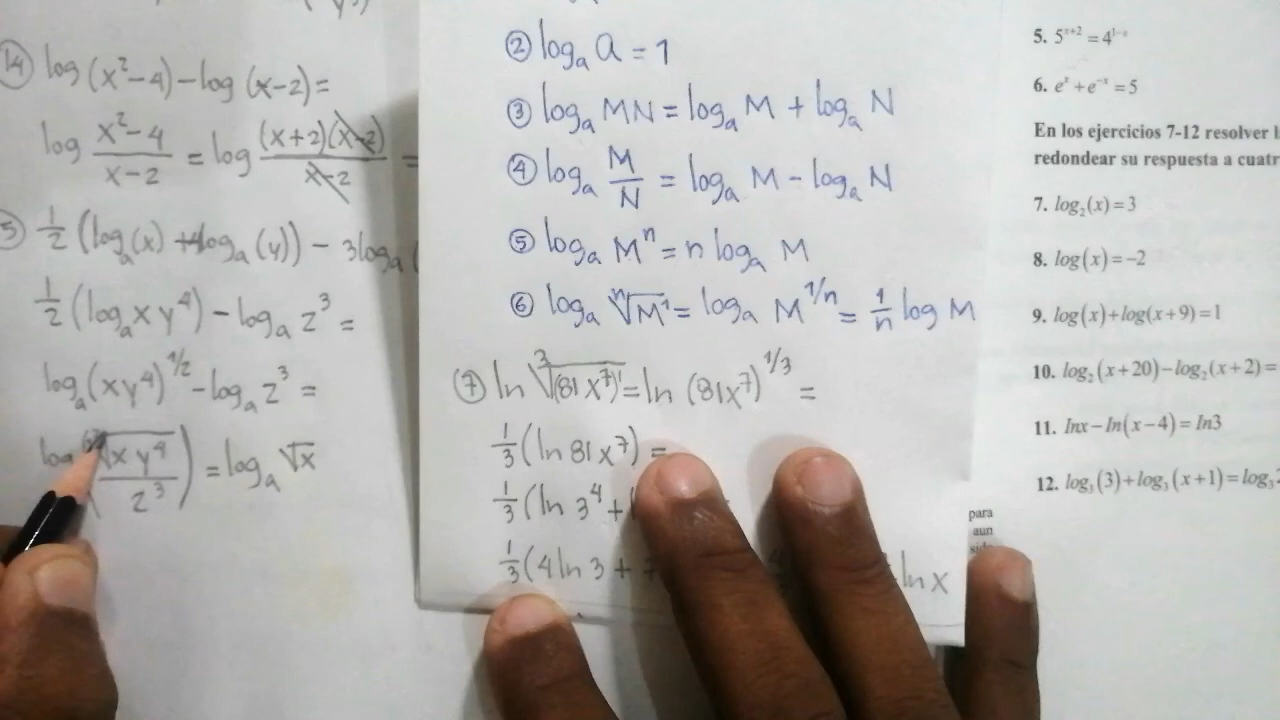 14 log (x²-4) - log (x-2) =
log x²-4 / x-2 = log (x+2)(x-2) / x-2 =
5) 1/2 (log_a(x) + 4log_a(y)) - 3log_a (
1/2 (log_a x y⁴) - log_a z³ =
log_a (xy⁴)^1/2 - log_a z³ =
log (√x y⁴ / z³) = log_a √x
② log_a a = 1
③ log_a MN = log_a M + log_a N
④ log_a M/N = log_a M - log_a N
⑤ log_a Mⁿ = n log_a M
⑥ log_a ⁿ√M = log_a M^1/n = 1/n log M
⑦ ln ³√(81x⁷) = ln (81x⁷)^1/3 =
1/3 (ln 81x⁷) =
1/3 (ln 3⁴ +
1/3 (4 ln 3 + 7 ln x
5. 5^x+2 = 4^1-x
6. e^x + e^-x = 5
En los ejercicios 7-12 resolver l
redondear su respuesta a cuatr
7. log₂(x) = 3
8. log(x) = -2
9. log(x)+log(x+9) = 1
10. log₂(x+20)-log₂(x+2) =
11. lnx-ln(x-4) = ln3
12. log₃(3)+log₃(x+1) = log₃
para
aun